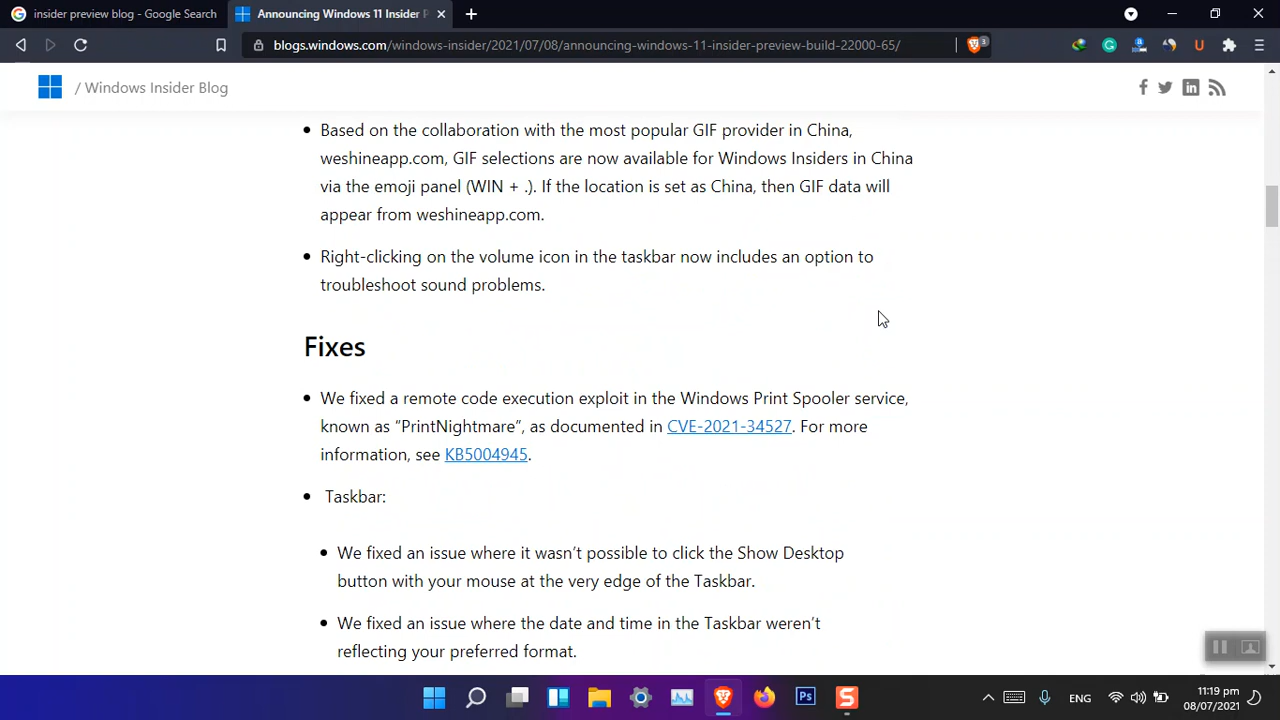 insider preview blog - Google Search
Announcing Windows 11 Insider P
blogs.windows.com/windows-insider/2021/07/08/announcing-windows-11-insider-preview-build-22000-65/
3
/ Windows Insider Blog
• Based on the collaboration with the most popular GIF provider in China,
weshineapp.com, GIF selections are now available for Windows Insiders in China
via the emoji panel (WIN + .). If the location is set as China, then GIF data will
appear from weshineapp.com.
• Right-clicking on the volume icon in the taskbar now includes an option to
troubleshoot sound problems.
Fixes
• We fixed a remote code execution exploit in the Windows Print Spooler service,
known as “PrintNightmare”, as documented in CVE-2021-34527. For more
information, see KB5004945.
• Taskbar:
• We fixed an issue where it wasn’t possible to click the Show Desktop
button with your mouse at the very edge of the Taskbar.
• We fixed an issue where the date and time in the Taskbar weren’t
reflecting your preferred format.
Ps
S
ENG
11:19 pm
08/07/2021